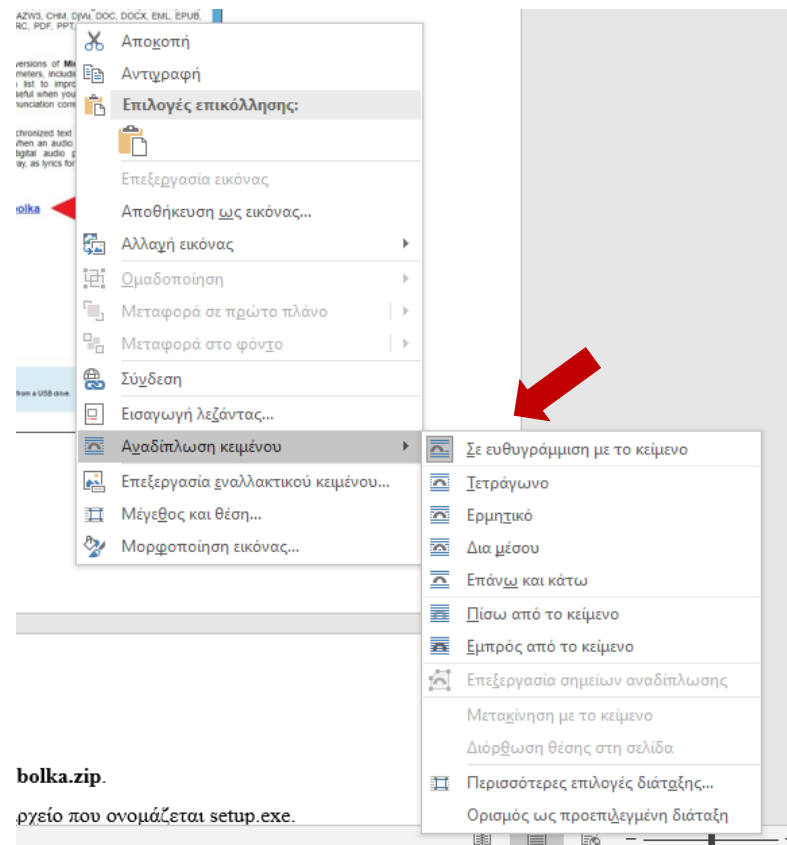 AZW3, CHM, DjVu, DOC, DOCX, EML, EPUB,
RC, PDF, PPT,
Αποκοπή
versions of
meters, includi
Αντιγραφή
list to impro
seful when you
nunciation
Επιλογές επικόλλησης:
chronized text
When an audio
digital audio
ay, as lyrics for
Επεξεργασία εικόνας
olka
Αποθήκευση ως εικόνας...
Αλλαγή εικόνας
Ομαδοποίηση
Μεταφορά σε πρώτο πλάνο
Μεταφορά στο φόντο
Σύνδεση
from a USB drive.
Εισαγωγή λεζάντας...
Αναδίπλωση κειμένου
Επεξεργασία εναλλακτικού κειμένου...
Μέγεθος και θέση...
Μορφοποίηση εικόνας...
Σε ευθυγράμμιση με το κείμενο
Τετράγωνο
Ερμητικό
Δια μέσου
Επάνω και κάτω
Πίσω από το κείμενο
Εμπρός από το κείμενο
Επεξεργασία σημείων αναδίπλωσης
Μετακίνηση με το κείμενο
Διόρθωση θέσης στη σελίδα
Περισσότερες επιλογές διάταξης...
Ορισμός ως προεπιλεγμένη διάταξη
bolka.zip.
ρχείο που ονομάζεται setup.exe.